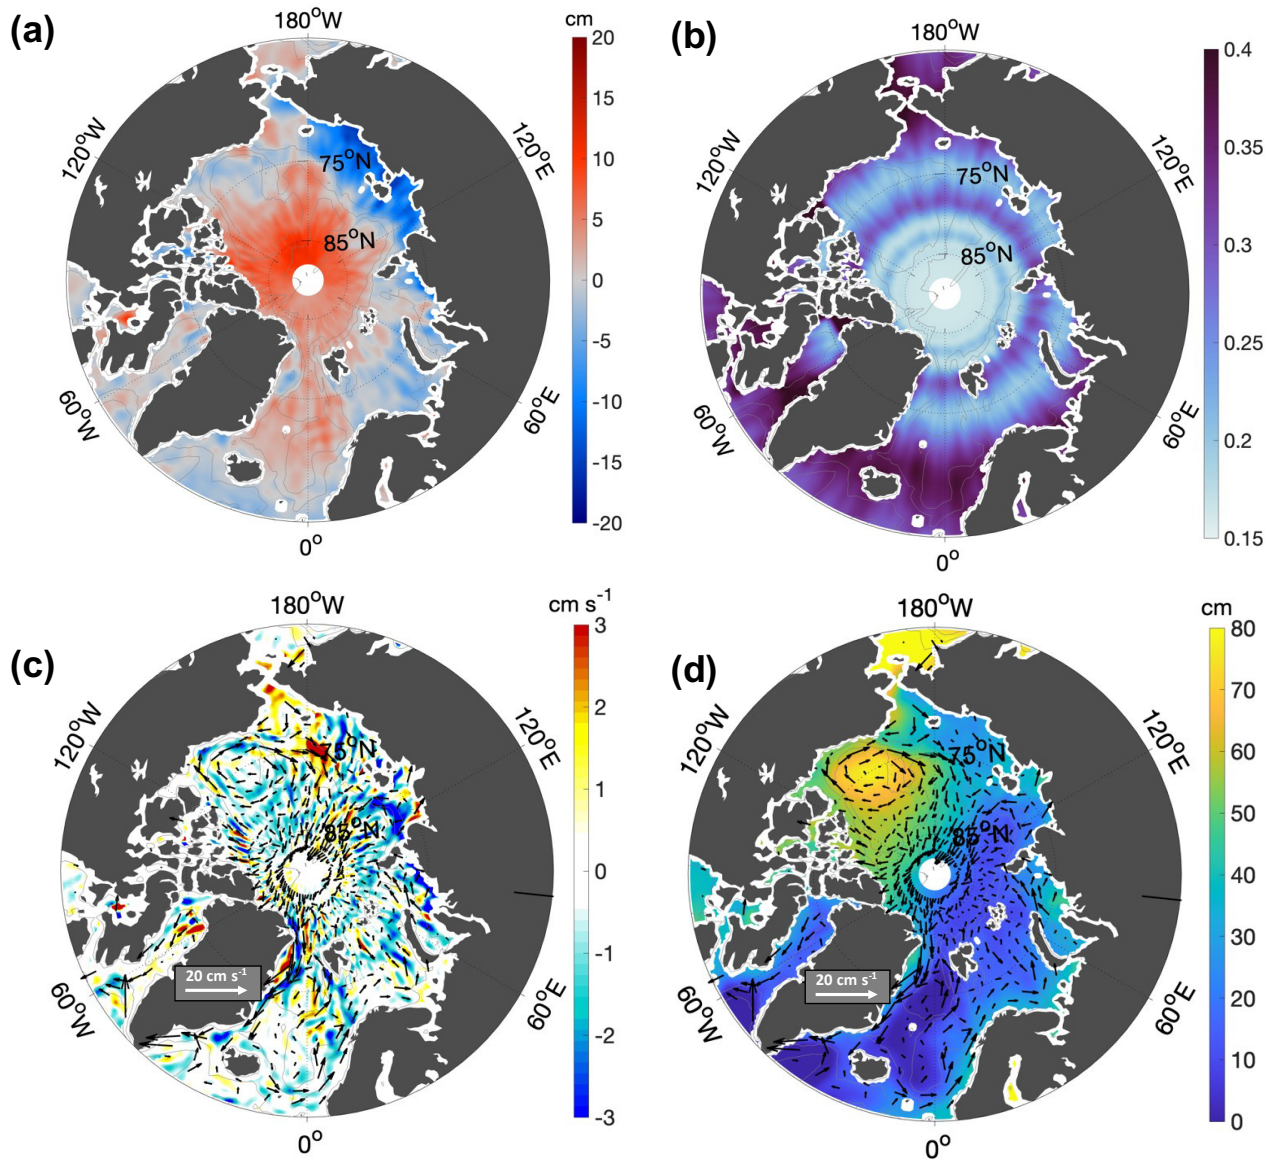 (a)
180°W
cm
120°W
120°E
75°N
85°N
60°W
60°E
0°
20
15
10
5
0
-5
-10
-15
-20
(b)
180°W
120°W
120°E
75°N
85°N
60°W
60°E
0°
0.4
0.35
0.3
0.25
0.2
0.15
(c)
180°W
cm s⁻¹
120°W
120°E
75°N
85°N
20 cm s⁻¹
60°W
60°E
0°
3
2
1
0
-1
-2
-3
(d)
180°W
cm
120°W
120°E
75°N
85°N
20 cm s⁻¹
60°W
60°E
0°
80
70
60
50
40
30
20
10
0